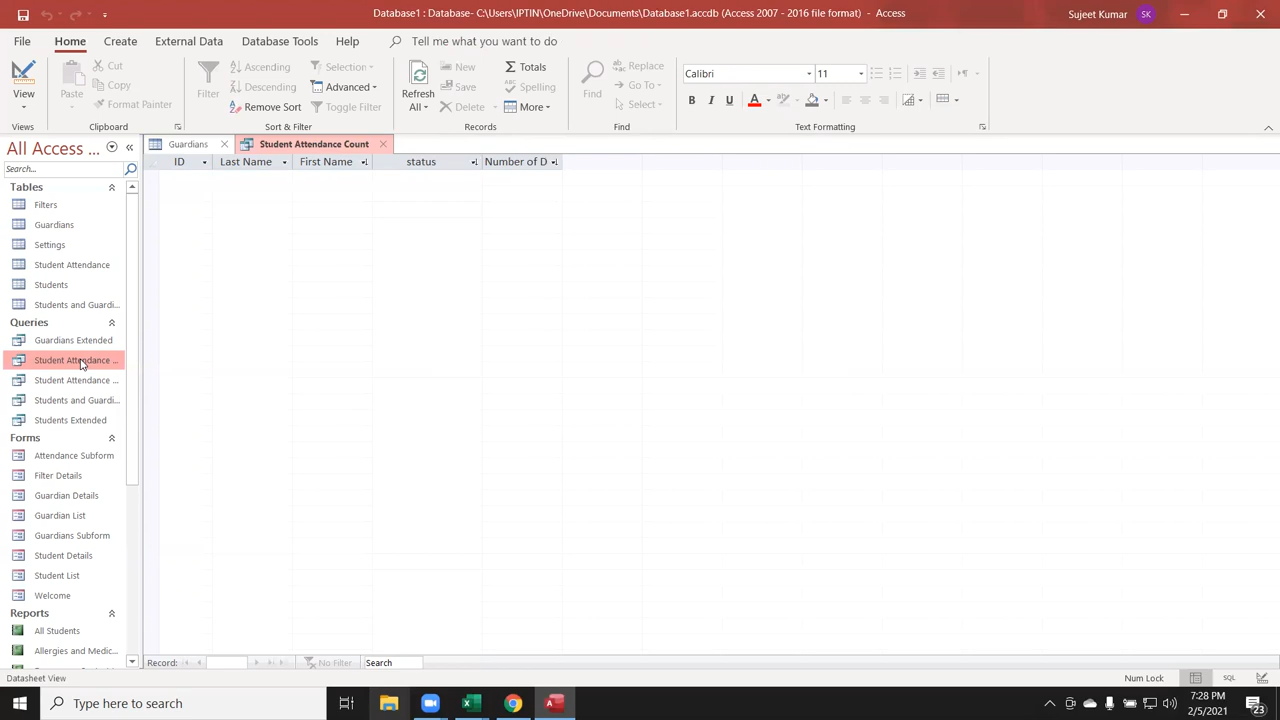 Database1 : Database- C:\Users\IPTIN\OneDrive\Documents\Database1.accdb (Access 2007 - 2016 file format) - Access
Sujeet Kumar SK
File Home Create External Data Database Tools Help Tell me what you want to do
View
Views
Paste
Cut
Copy
Format Painter
Clipboard
Filter
Ascending
Descending
Remove Sort
Selection
Advanced
Toggle Filter
Sort & Filter
Refresh All
New
Save
Delete
Totals
Spelling
More
Records
Find
Replace
Go To
Select
Find
Calibri 11
B I U A
Text Formatting
All Access ...
Search...
Tables
Filters
Guardians
Settings
Student Attendance
Students
Students and Guardi...
Queries
Guardians Extended
Student Attendance ...
Student Attendance ...
Students and Guardi...
Students Extended
Forms
Attendance Subform
Filter Details
Guardian Details
Guardian List
Guardians Subform
Student Details
Student List
Welcome
Reports
All Students
Allergies and Medic...
Guardians Student Attendance Count
ID Last Name First Name status Number of D
Record: No Filter Search
Datasheet View Num Lock SQL
Type here to search
7:28 PM
2/5/2021
23